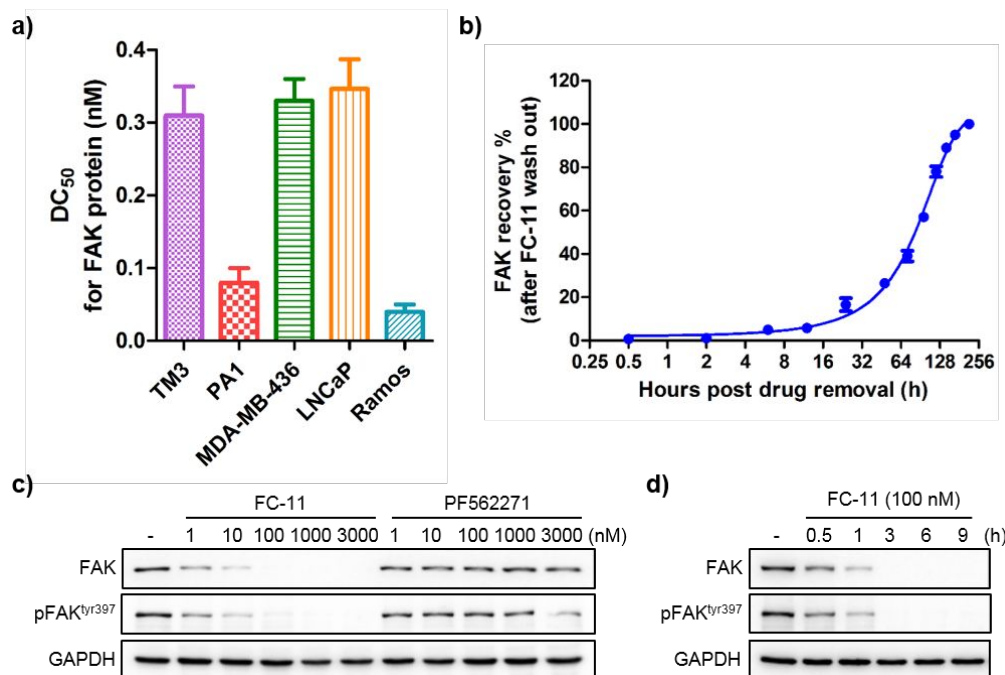 a)
DC50
for FAK protein (nM)
0.4
0.3
0.2
0.1
0.0
TM3
PA1
MDA-MB-436
LNCaP
Ramos
b)
FAK recovery %
(after FC-11 wash out)
120
100
80
60
40
20
0
0.25 0.5 1 2 4 8 16 32 64 128 256
Hours post drug removal (h)
c)
FC-11 PF562271
- 1 10 100 1000 3000 1 10 100 1000 3000 (nM)
FAK
pFAKtyr397
GAPDH
d)
FC-11 (100 nM)
- 0.5 1 3 6 9 (h)
FAK
pFAKtyr397
GAPDH